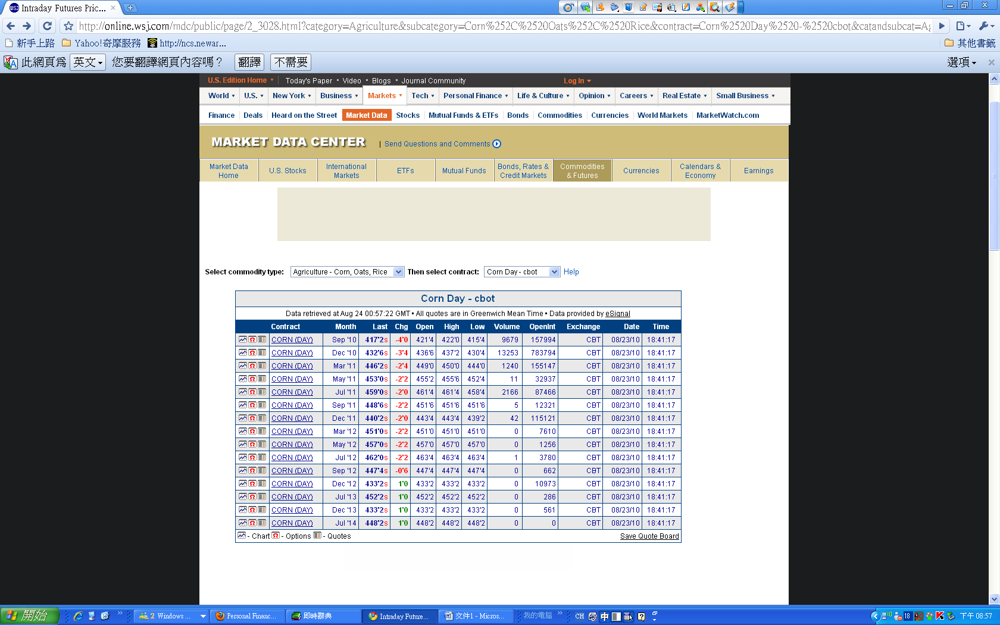 Intraday Futures Pric...
http://online.wsj.com/mdc/public/page/2_3028.html?category=Agriculture&subcategory=Corn%252C%2520Oats%252C%2520Rice&contract=Corn%2520Day%2520-%2520cbot&catandsubcat=Ag
新手上路 Yahoo!奇摩服務 http://ncs.newar... 其他書籤
此網頁為 英文 您要翻譯網頁內容嗎？ 翻譯 不需要 選項
U.S. Edition Home Today's Paper • Video • Blogs • Journal Community Log In
World U.S. New York Business Markets Tech Personal Finance Life & Culture Opinion Careers Real Estate Small Business
Finance Deals Heard on the Street Market Data Stocks Mutual Funds & ETFs Bonds Commodities Currencies World Markets MarketWatch.com
MARKET DATA CENTER | Send Questions and Comments
Market Data Home U.S. Stocks International Markets ETFs Mutual Funds Bonds, Rates & Credit Markets Commodities & Futures Currencies Calendars & Economy Earnings
Select commodity type: Agriculture - Corn, Oats, Rice Then select contract: Corn Day - cbot Help
Corn Day - cbot
Data retrieved at Aug 24 00:57:22 GMT • All quotes are in Greenwich Mean Time • Data provided by eSignal
Contract Month Last Chg Open High Low Volume OpenInt Exchange Date Time
CORN (DAY) Sep '10 417'2s -4'0 421'4 422'0 415'4 9679 157994 CBT 08/23/10 18:41:17
CORN (DAY) Dec '10 432'6s -3'4 436'6 437'2 430'4 13253 783794 CBT 08/23/10 18:41:17
CORN (DAY) Mar '11 446'2s -2'4 449'0 450'0 444'0 1240 155147 CBT 08/23/10 18:41:17
CORN (DAY) May '11 453'0s -2'2 455'2 455'6 452'4 11 32937 CBT 08/23/10 18:41:17
CORN (DAY) Jul '11 459'0s -2'0 461'4 461'4 458'4 2166 87466 CBT 08/23/10 18:41:17
CORN (DAY) Sep '11 448'6s -2'2 451'6 451'6 451'6 5 12321 CBT 08/23/10 18:41:17
CORN (DAY) Dec '11 440'2s -2'0 443'4 443'4 439'2 42 115121 CBT 08/23/10 18:41:17
CORN (DAY) Mar '12 451'0s -2'2 451'0 451'0 451'0 0 7610 CBT 08/23/10 18:41:17
CORN (DAY) May '12 457'0s -2'2 457'0 457'0 457'0 0 1256 CBT 08/23/10 18:41:17
CORN (DAY) Jul '12 462'0s -2'2 463'4 463'4 463'4 1 3780 CBT 08/23/10 18:41:17
CORN (DAY) Sep '12 447'4s -0'6 447'4 447'4 447'4 0 662 CBT 08/23/10 18:41:17
CORN (DAY) Dec '12 433'2s 1'0 433'2 433'2 433'2 0 10973 CBT 08/23/10 18:41:17
CORN (DAY) Jul '13 452'2s 1'0 452'2 452'2 452'2 0 286 CBT 08/23/10 18:41:17
CORN (DAY) Dec '13 433'2s 1'0 433'2 433'2 433'2 0 561 CBT 08/23/10 18:41:17
CORN (DAY) Jul '14 448'2s 1'0 448'2 448'2 448'2 0 0 CBT 08/23/10 18:41:17
- Chart - Options - Quotes Save Quote Board
開始 2 Windows ... Personal Financ... 即時辭典 Intraday Future... 文件1 - Micros... 我的電腦 CH 中 18 下午 08:57